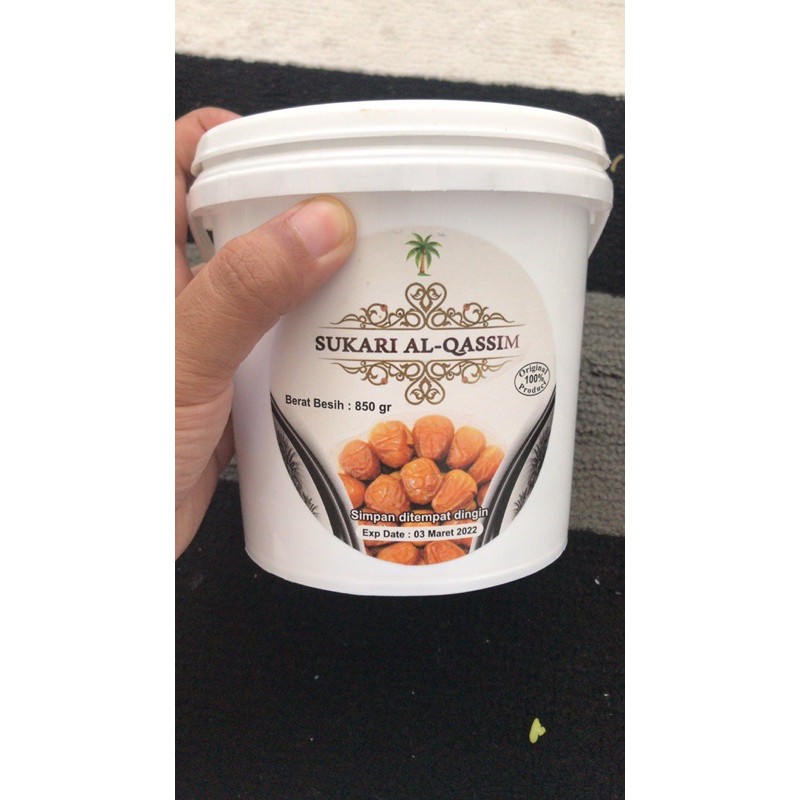 SUKARI AL-QASSIM
Original
100%
Product
Berat Besih : 850 gr
Simpan ditempat dingin
Exp Date : 03 Maret 2022